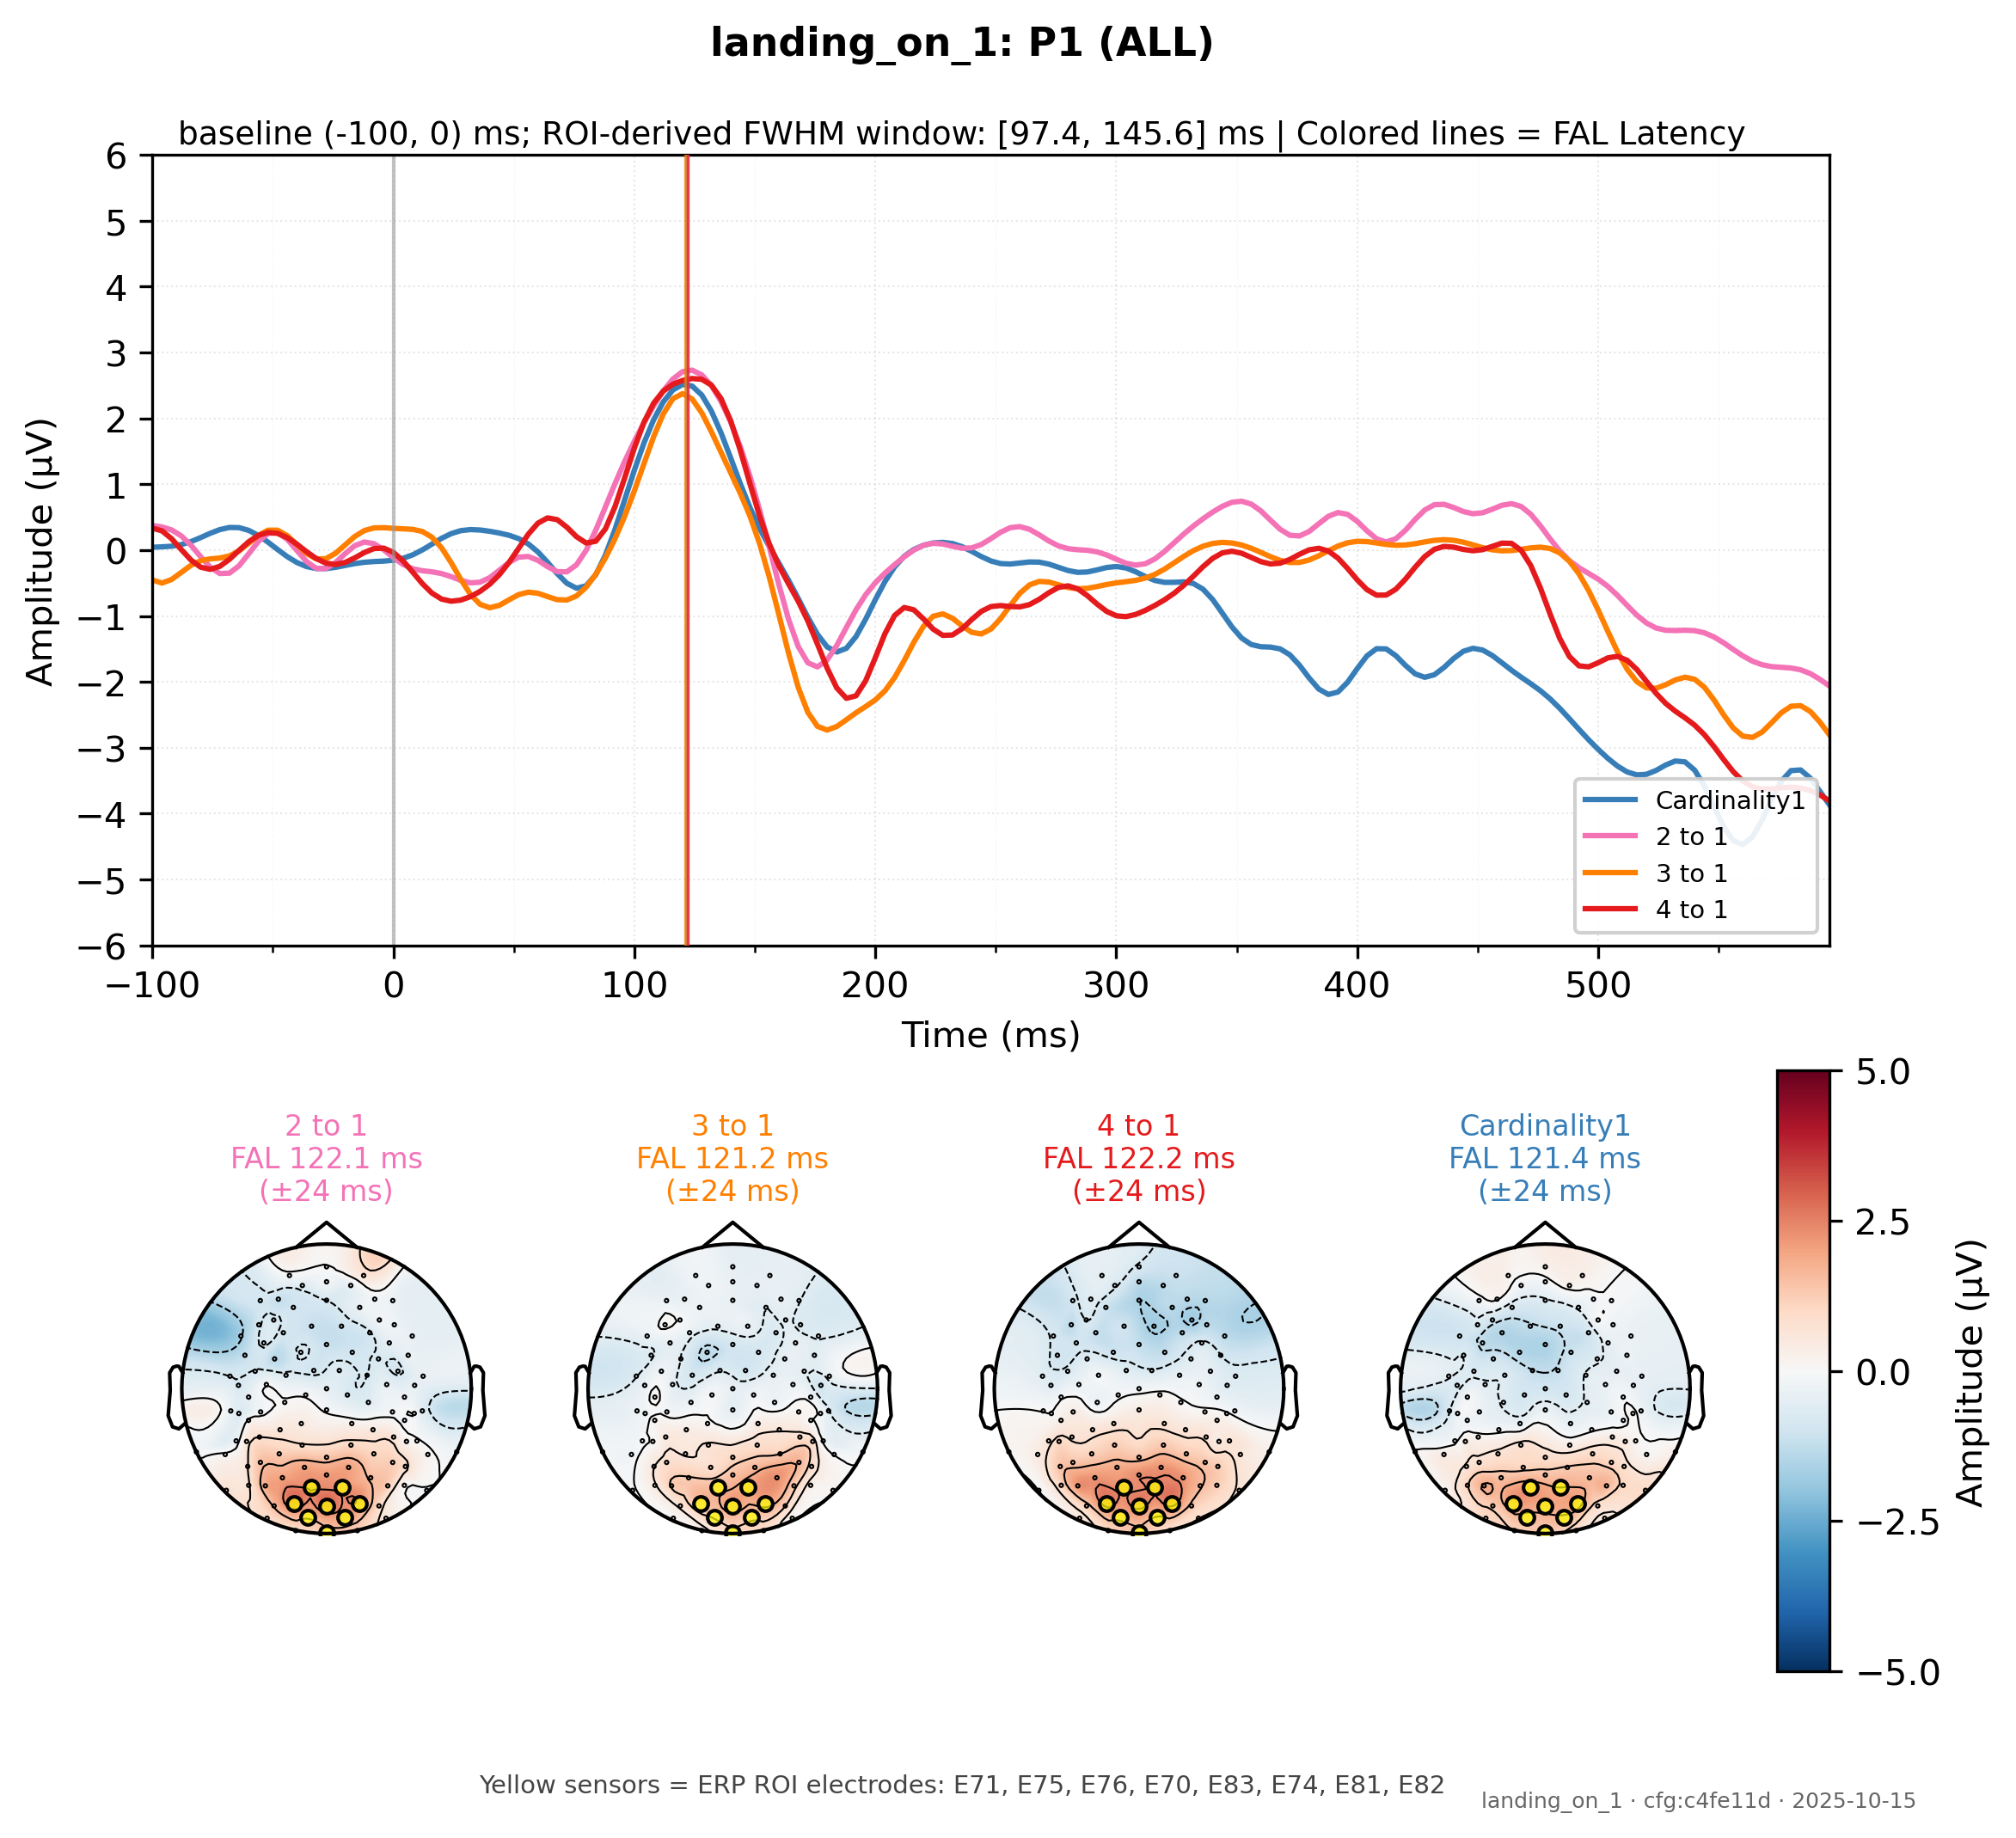 landing_on_1: P1 (ALL)
baseline (-100, 0) ms; ROI-derived FWHM window: [97.4, 145.6] ms | Colored lines = FAL Latency
6
5
4
3
2
1
0
−1
−2
−3
−4
−5
−6
Amplitude (µV)
−100
0
100
200
300
400
500
Time (ms)
Cardinality1
2 to 1
3 to 1
4 to 1
2 to 1
FAL 122.1 ms
(±24 ms)
3 to 1
FAL 121.2 ms
(±24 ms)
4 to 1
FAL 122.2 ms
(±24 ms)
Cardinality1
FAL 121.4 ms
(±24 ms)
5.0
2.5
0.0
−2.5
−5.0
Amplitude (µV)
Yellow sensors = ERP ROI electrodes: E71, E75, E76, E70, E83, E74, E81, E82
landing_on_1 · cfg:c4fe11d · 2025-10-15